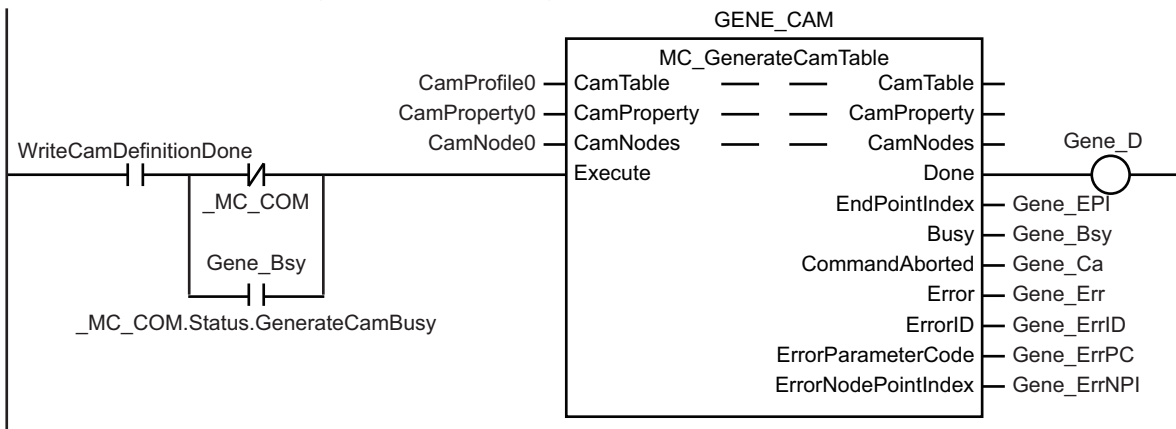 GENE_CAM
MC_GenerateCamTable
CamProfile0 CamTable CamTable
CamProperty0 CamProperty CamProperty
CamNode0 CamNodes CamNodes
WriteCamDefinitionDone Execute Done Gene_D
_MC_COM
EndPointIndex Gene_EPI
Busy Gene_Bsy
Gene_Bsy CommandAborted Gene_Ca
Error Gene_Err
_MC_COM.Status.GenerateCamBusy ErrorID Gene_ErrID
ErrorParameterCode Gene_ErrPC
ErrorNodePointIndex Gene_ErrNPI